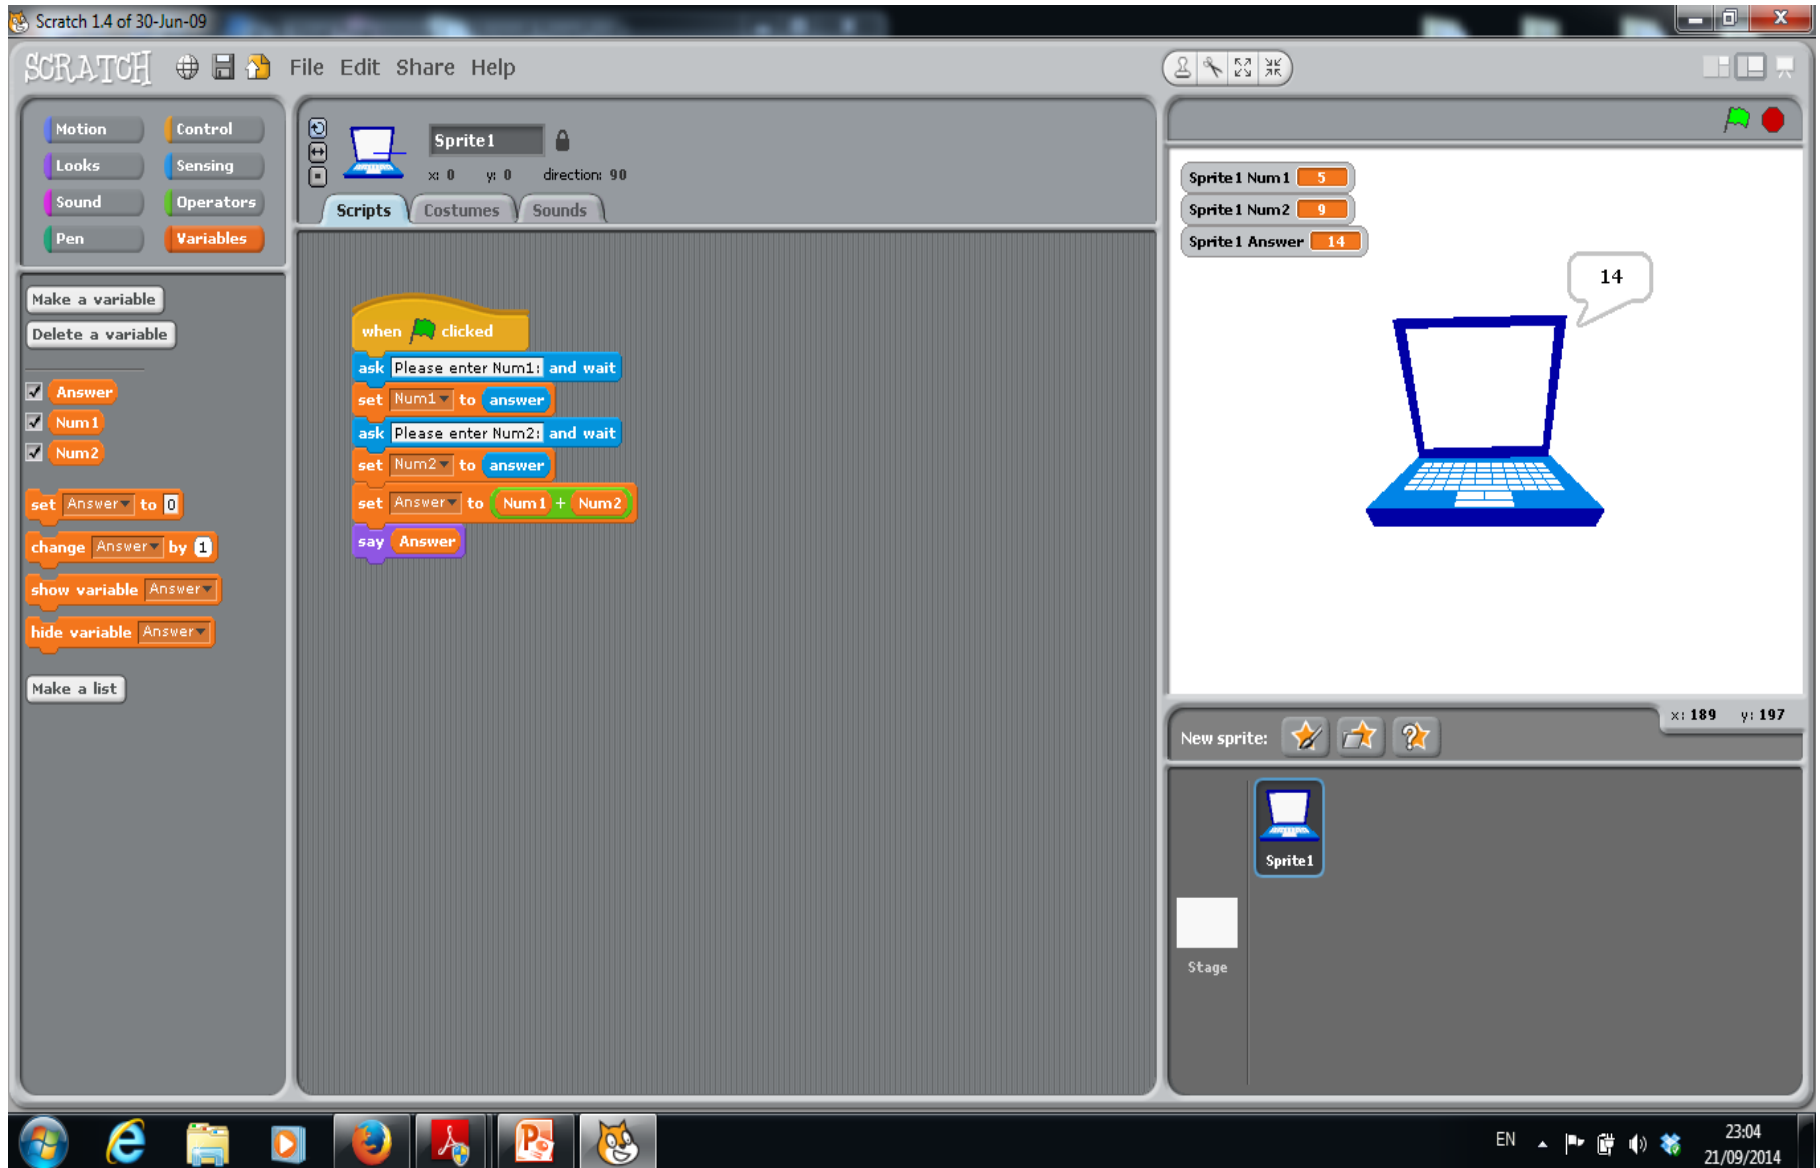 Scratch 1.4 of 30-Jun-09
SCRATCH File Edit Share Help
Motion Control
Looks Sensing
Sound Operators
Pen Variables
Make a variable
Delete a variable
Answer
Num1
Num2
set Answer to 0
change Answer by 1
show variable Answer
hide variable Answer
Make a list
Sprite1
x: 0 y: 0 direction: 90
Scripts Costumes Sounds
when clicked
ask Please enter Num1: and wait
set Num1 to answer
ask Please enter Num2: and wait
set Num2 to answer
set Answer to Num1 + Num2
say Answer
Sprite1 Num1 5
Sprite1 Num2 9
Sprite1 Answer 14
14
x: 189 y: 197
New sprite:
Sprite1
Stage
EN
23:04
21/09/2014